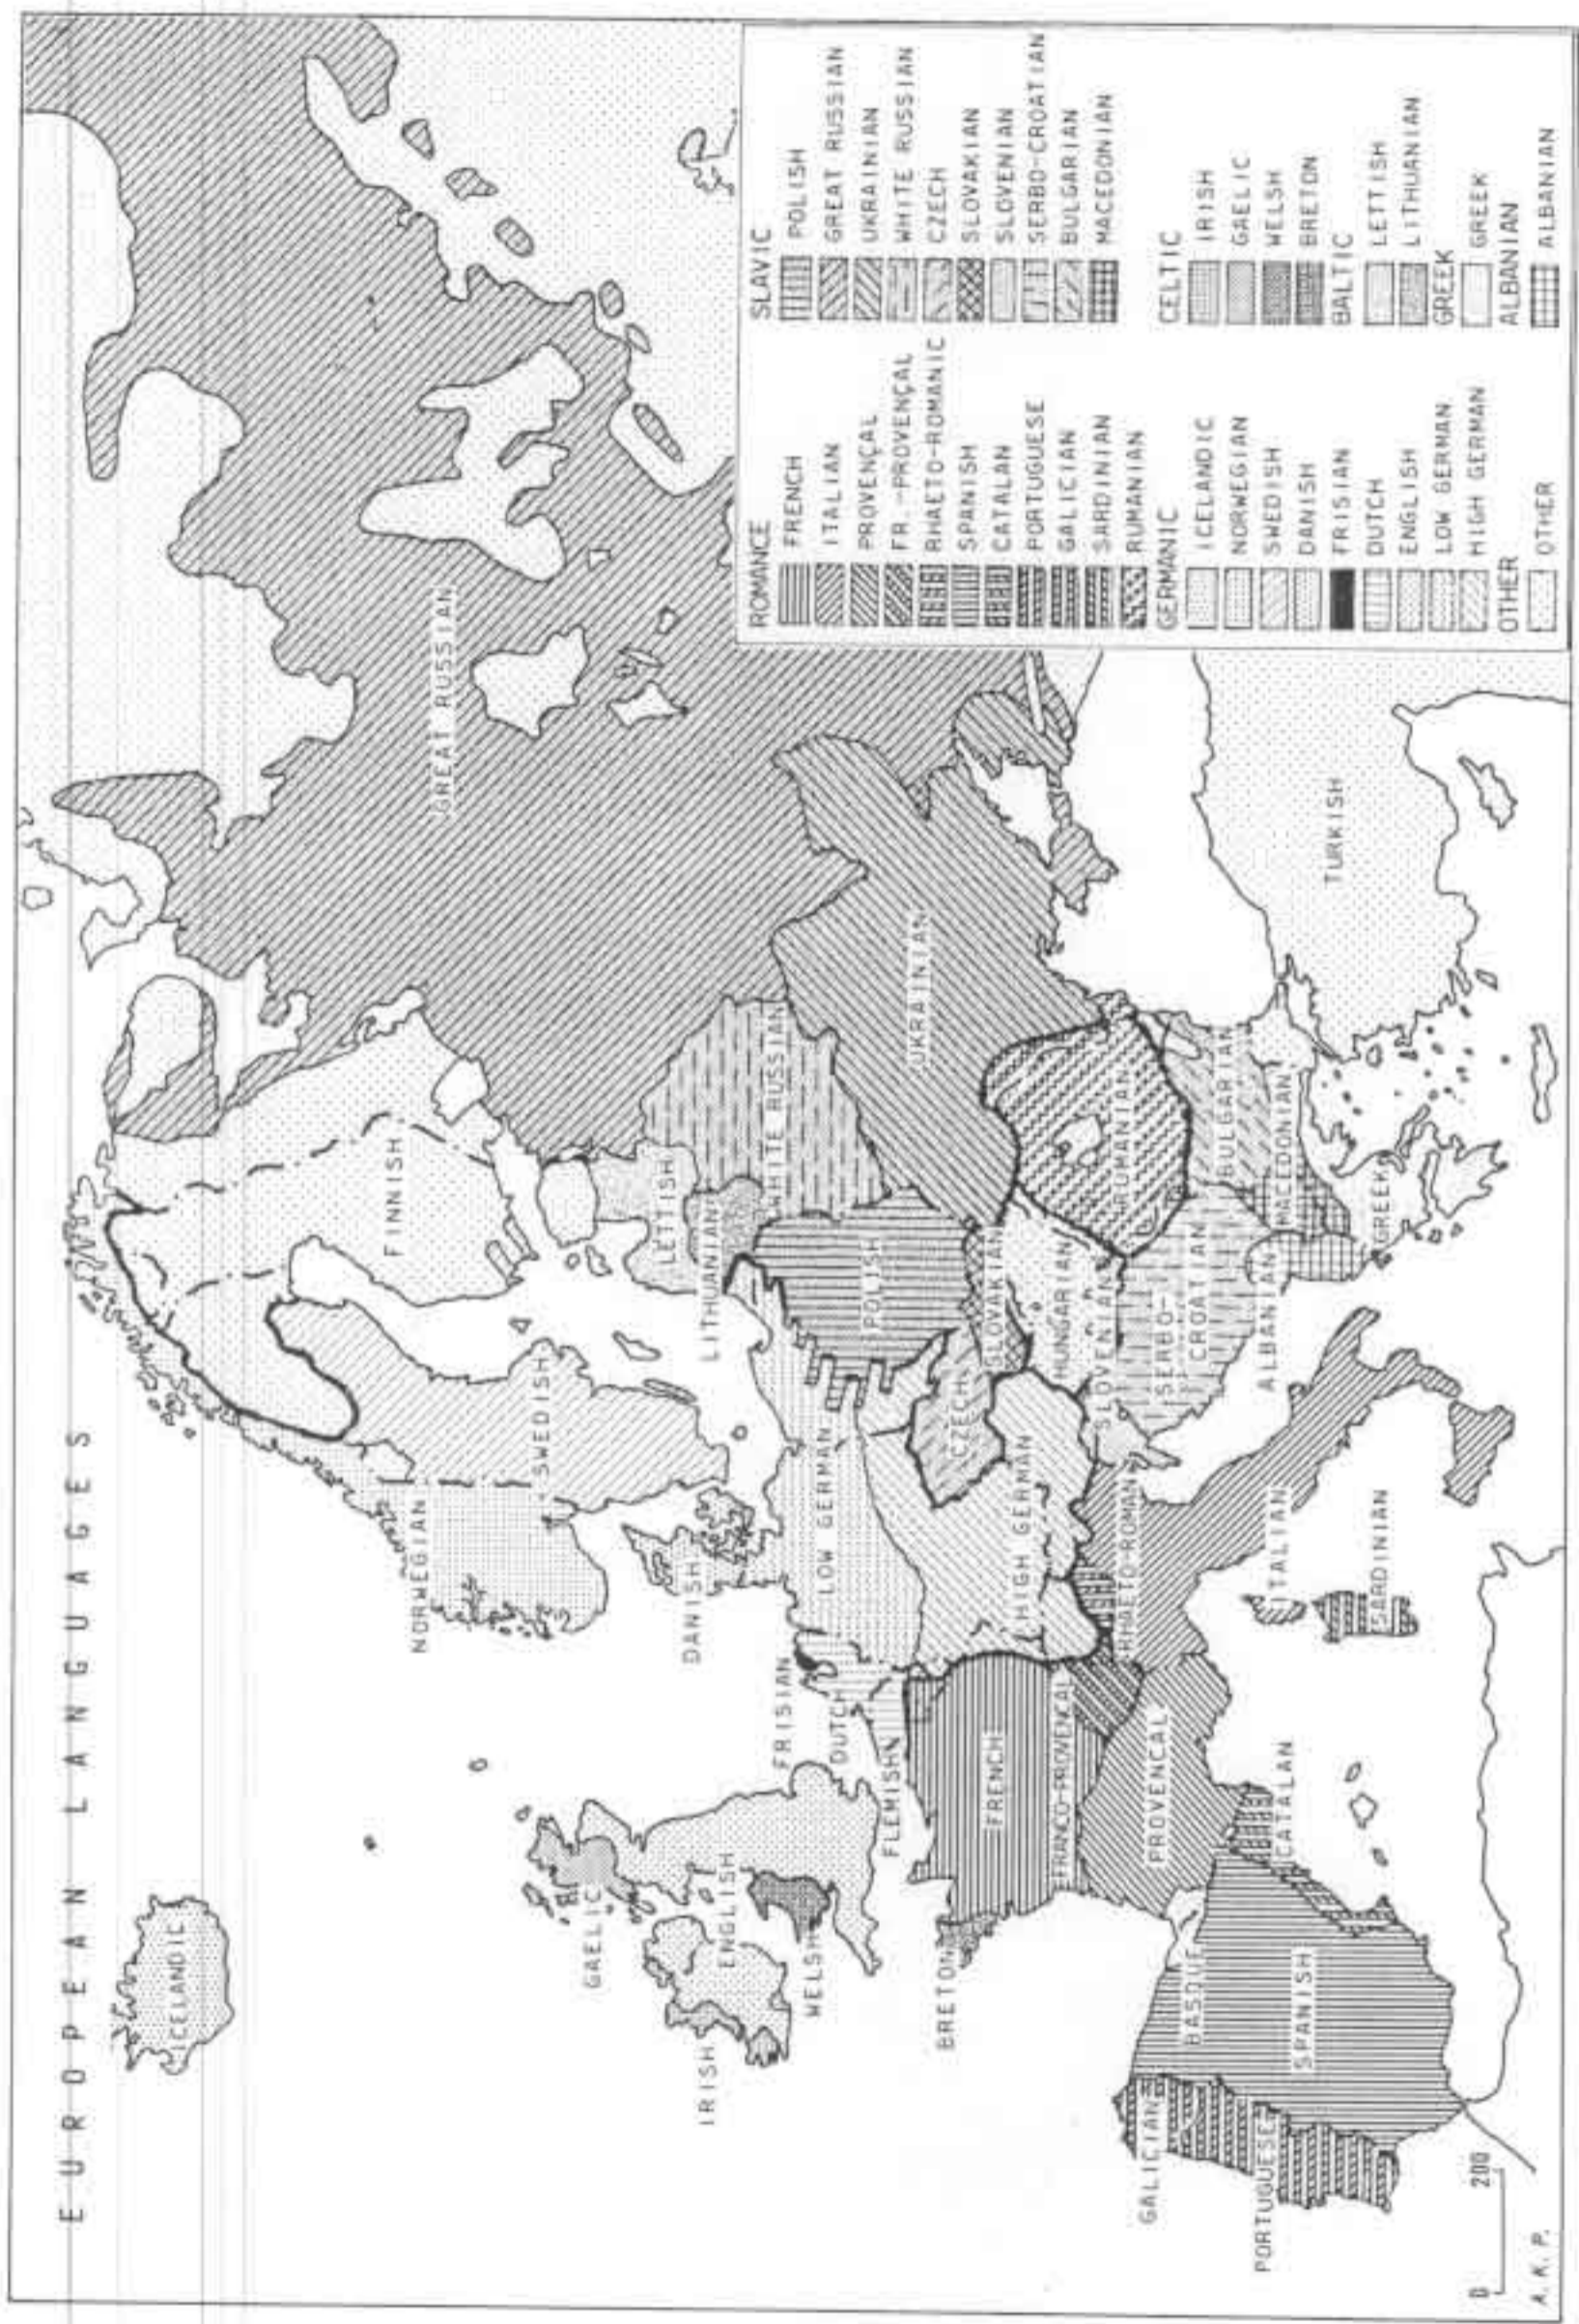 EUROPEAN LANGUAGES
ICELANDIC
NORWEGIAN
SWEDISH
FINNISH
GREAT RUSSIAN
DANISH
GAELIC
IRISH
ENGLISH
WELSH
FRISIAN
DUTCH
FLEMISH
LOW GERMAN
HIGH GERMAN
LETTISH
LITHUANIAN
WHITE RUSSIAN
POLISH
UKRAINIAN
CZECH
SLOVAKIAN
HUNGARIAN
SLOVENIAN
RUMANIAN
SERBO-
CROATIAN
BULGARIAN
MACEDONIAN
ALBANIAN
GREEK
TURKISH
BRETON
FRENCH
FRANCO-PROVENCAL
PROVENCAL
RHAETO-ROMAN
ITALIAN
SARDINIAN
CATALAN
BASQUE
SPANISH
GALICIAN
PORTUGUESE
ROMANCE
FRENCH
ITALIAN
PROVENÇAL
FR.-PROVENÇAL
RHAETO-ROMANIC
SPANISH
CATALAN
PORTUGUESE
GALICIAN
SARDINIAN
RUMANIAN
GERMANIC
ICELANDIC
NORWEGIAN
SWEDISH
DANISH
FRISIAN
DUTCH
ENGLISH
LOW GERMAN
HIGH GERMAN
OTHER
OTHER
SLAVIC
POLISH
GREAT RUSSIAN
UKRAINIAN
WHITE RUSSIAN
CZECH
SLOVAKIAN
SLOVENIAN
SERBO-CROATIAN
BULGARIAN
MACEDONIAN
CELTIC
IRISH
GAELIC
WELSH
BRETON
BALTIC
LETTISH
LITHUANIAN
GREEK
GREEK
ALBANIAN
ALBANIAN
0 200
A.K.P.